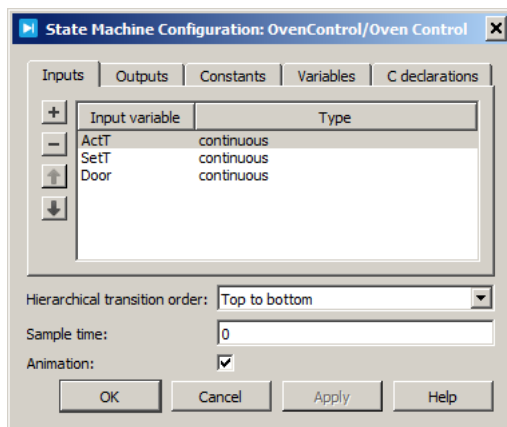 State Machine Configuration: OvenControl/Oven Control
Inputs Outputs Constants Variables C declarations
Input variable Type
ActT continuous
SetT continuous
Door continuous
Hierarchical transition order: Top to bottom
Sample time: 0
Animation:
OK Cancel Apply Help